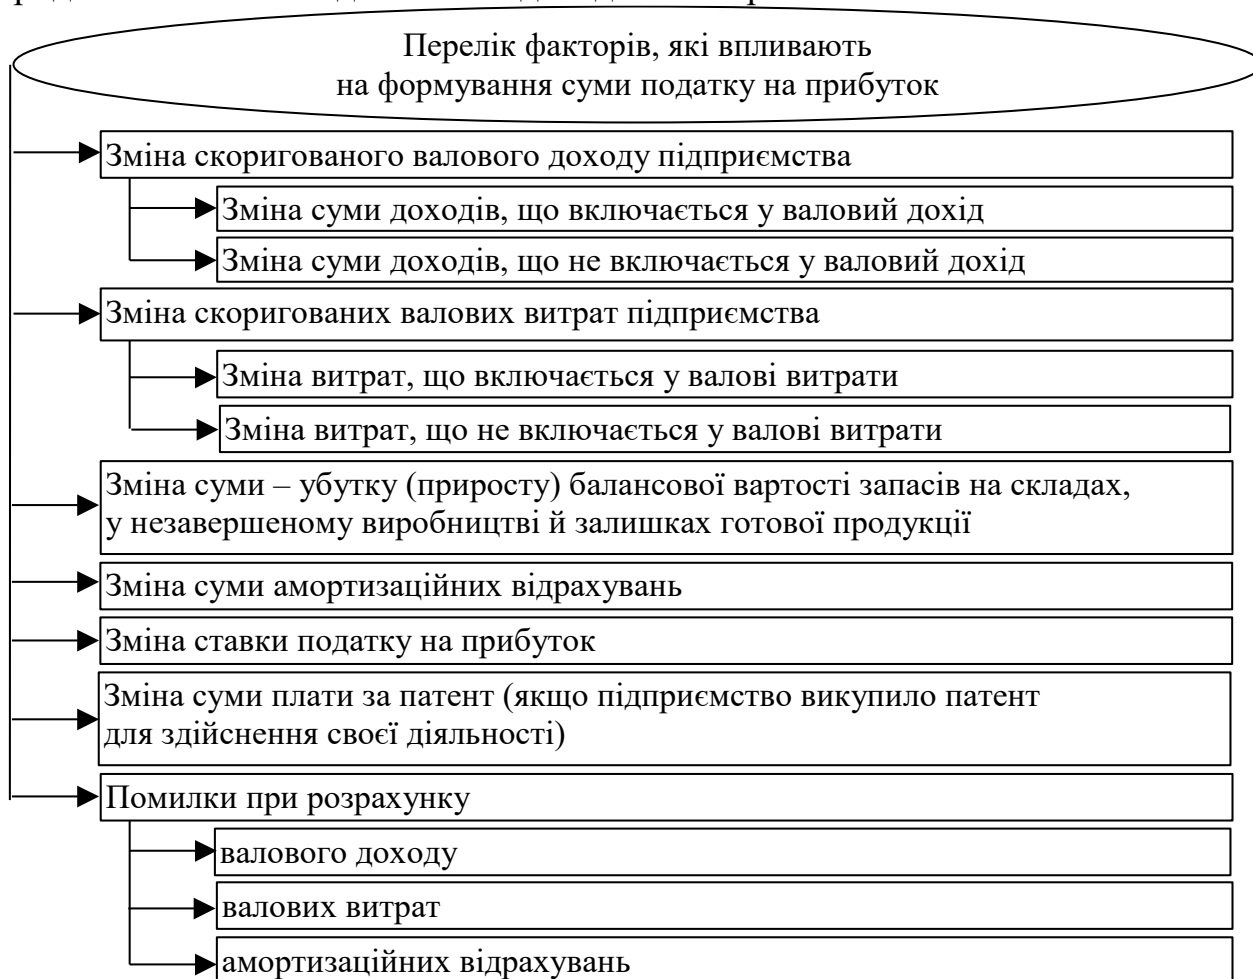 Перелік факторів, які впливають
на формування суми податку на прибуток
Зміна скоригованого валового доходу підприємства
Зміна суми доходів, що включається у валовий дохід
Зміна суми доходів, що не включається у валовий дохід
Зміна скоригованих валових витрат підприємства
Зміна витрат, що включається у валові витрати
Зміна витрат, що не включається у валові витрати
Зміна суми – убутку (приросту) балансової вартості запасів на складах,
у незавершеному виробництві й залишках готової продукції
Зміна суми амортизаційних відрахувань
Зміна ставки податку на прибуток
Зміна суми плати за патент (якщо підприємство викупило патент
для здійснення своєї діяльності)
Помилки при розрахунку
валового доходу
валових витрат
амортизаційних відрахувань